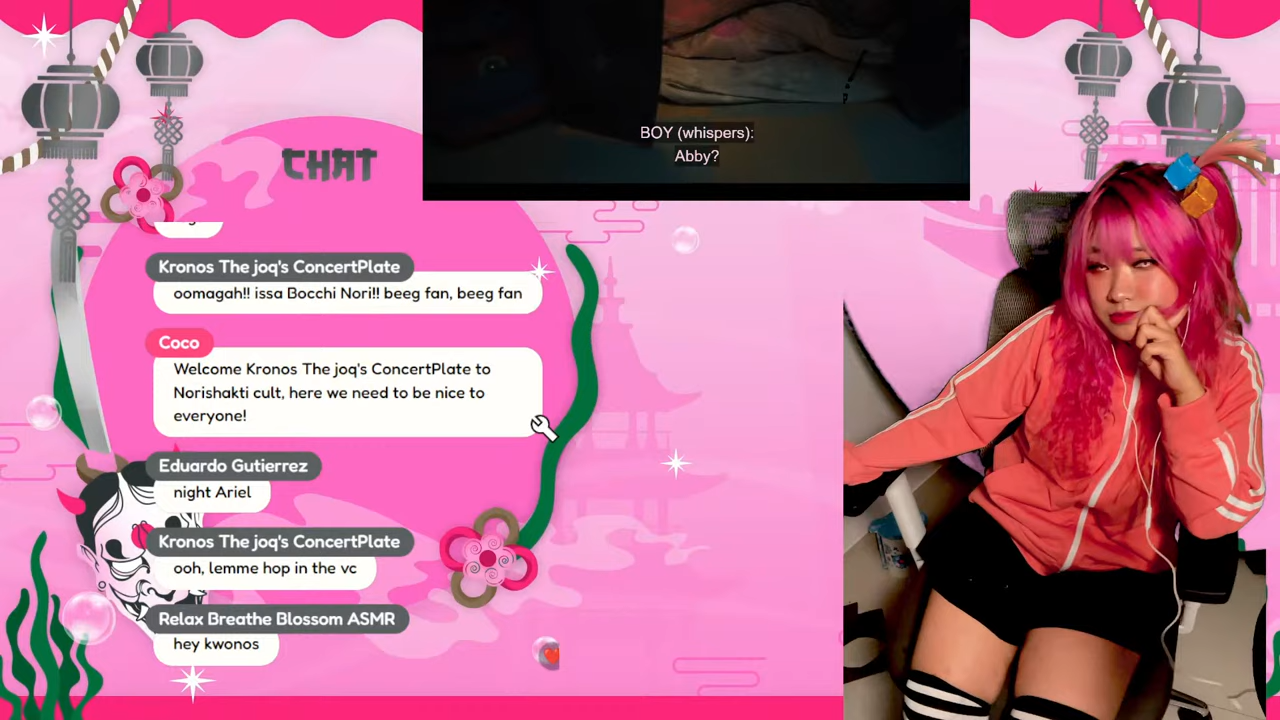 BOY (whispers):
Abby?
CHAT
Kronos The joq's ConcertPlate
oomagah!! issa Bocchi Nori!! beeg fan, beeg fan
Coco
Welcome Kronos The joq's ConcertPlate to
Norishakti cult, here we need to be nice to
everyone!
Eduardo Gutierrez
night Ariel
Kronos The joq's ConcertPlate
ooh, lemme hop in the vc
Relax Breathe Blossom ASMR
hey kwonos